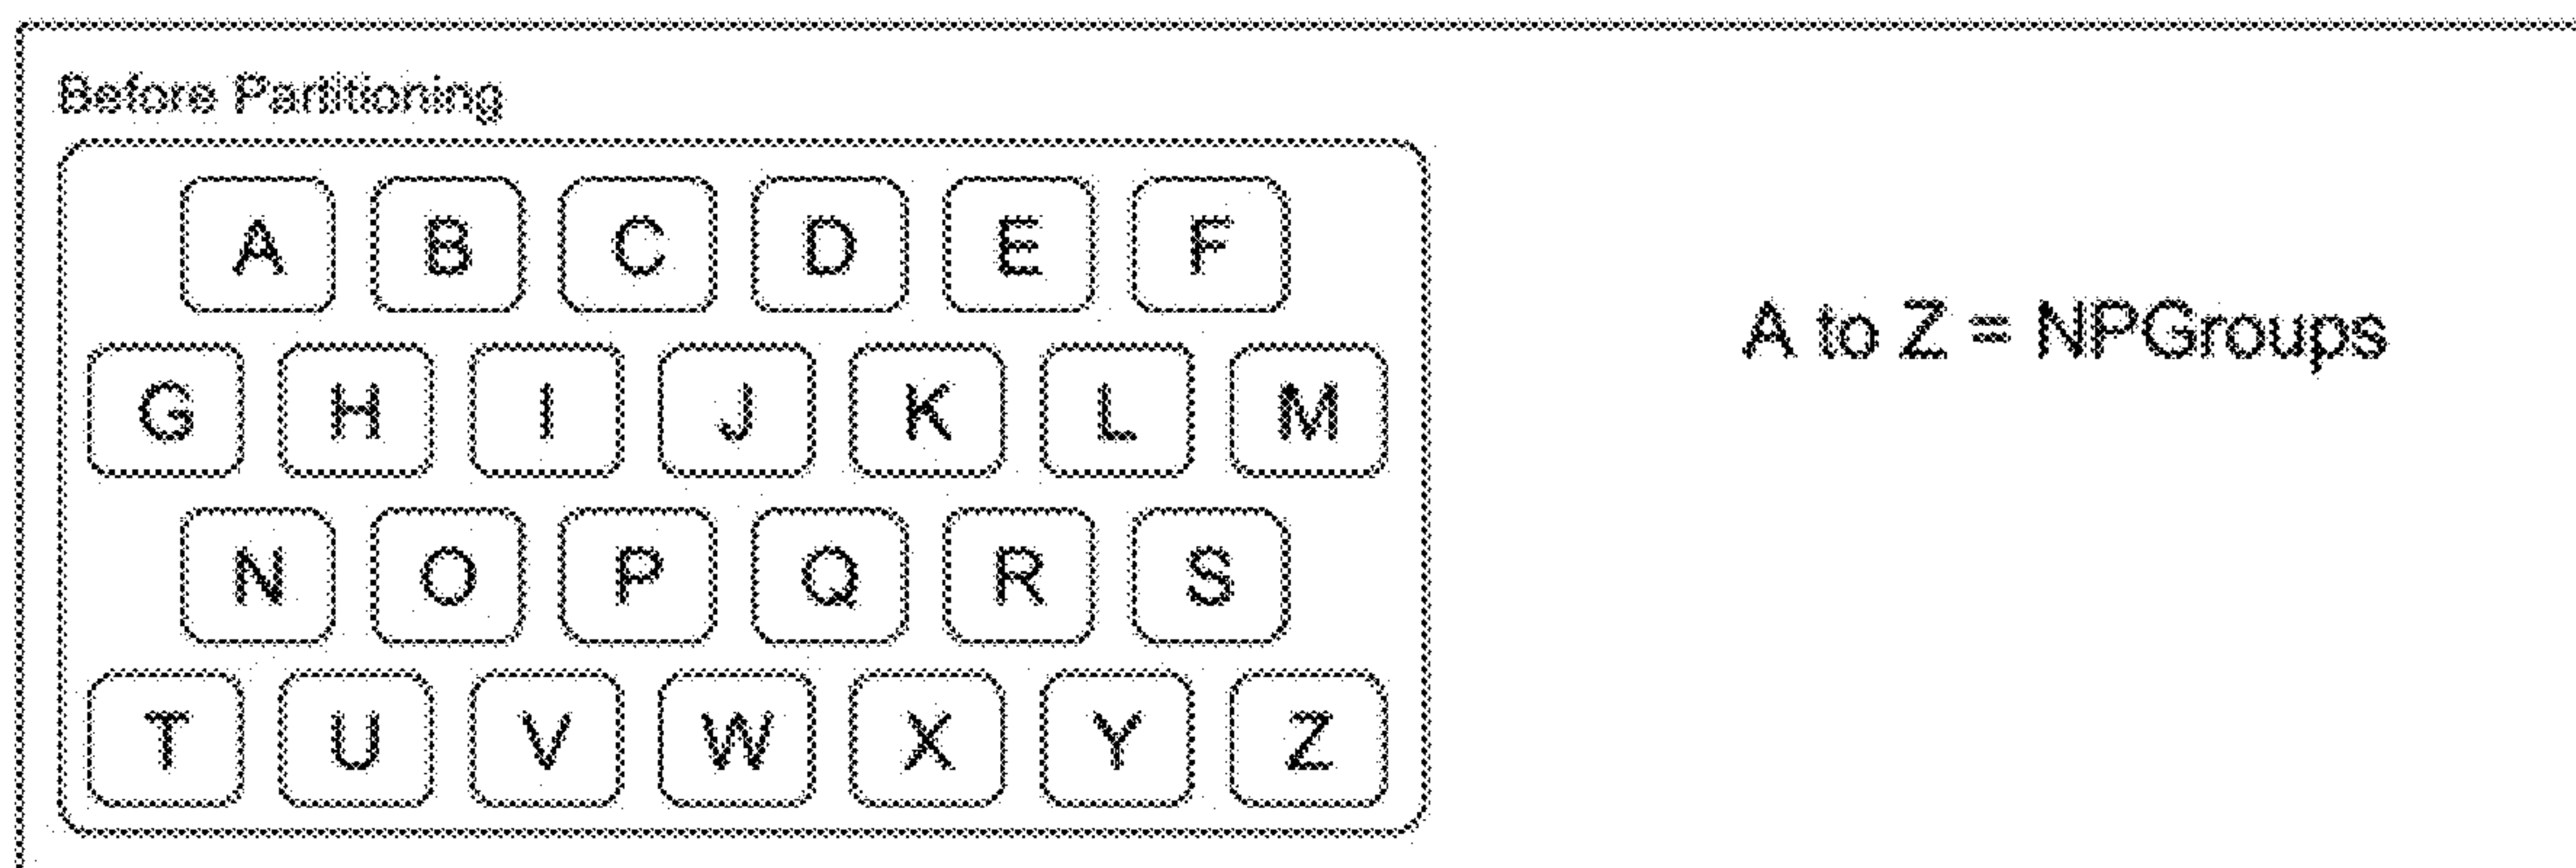 Before Partitioning
A B C D E F
A to Z = NPGroups
G H I J K L M
N O P Q R S
T U V W X Y Z